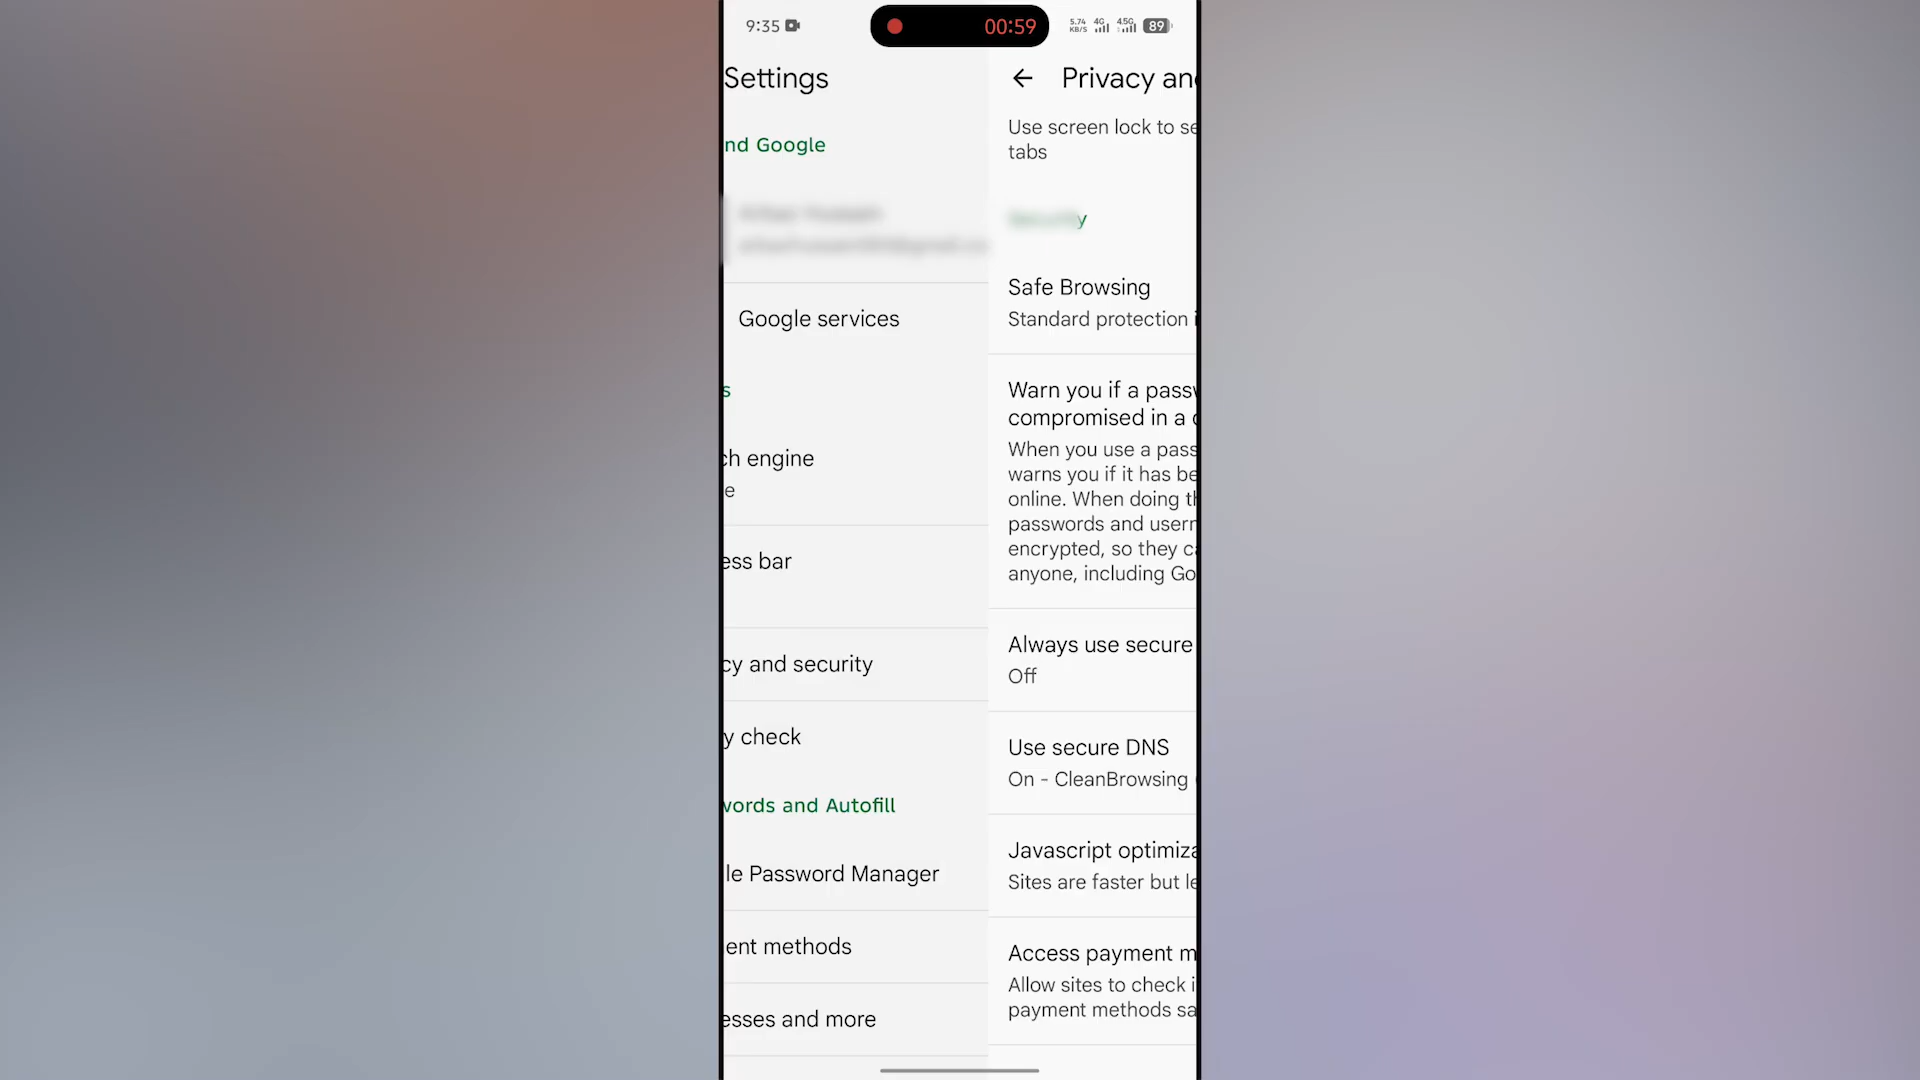 9:35
00:59
5.74 KB/S 4G 4.5G 89
Settings
nd Google
Google services
s
ch engine
e
ess bar
cy and security
y check
words and Autofill
le Password Manager
ent methods
esses and more
Privacy and
Use screen lock to se
tabs
Security
Safe Browsing
Standard protection i
Warn you if a passw
compromised in a d
When you use a pass
warns you if it has be
online. When doing th
passwords and usern
encrypted, so they ca
anyone, including Go
Always use secure
Off
Use secure DNS
On - CleanBrowsing
Javascript optimiza
Sites are faster but le
Access payment m
Allow sites to check i
payment methods sa